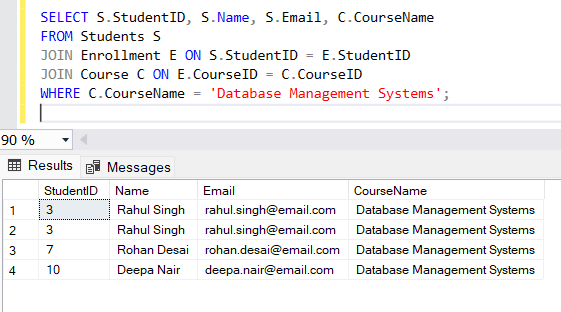 SELECT S.StudentID, S.Name, S.Email, C.CourseName
FROM Students S
JOIN Enrollment E ON S.StudentID = E.StudentID
JOIN Course C ON E.CourseID = C.CourseID
WHERE C.CourseName = 'Database Management Systems';
90 %
Results Messages
StudentID Name Email CourseName
1 3 Rahul Singh rahul.singh@email.com Database Management Systems
2 3 Rahul Singh rahul.singh@email.com Database Management Systems
3 7 Rohan Desai rohan.desai@email.com Database Management Systems
4 10 Deepa Nair deepa.nair@email.com Database Management Systems